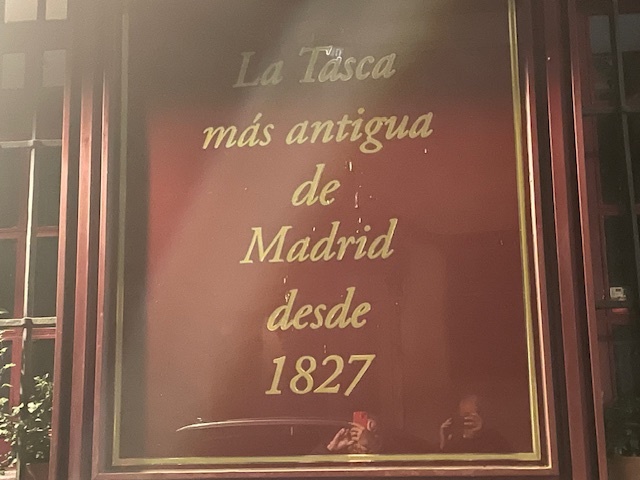 La Tasca
más antigua
de
Madrid
desde
1827